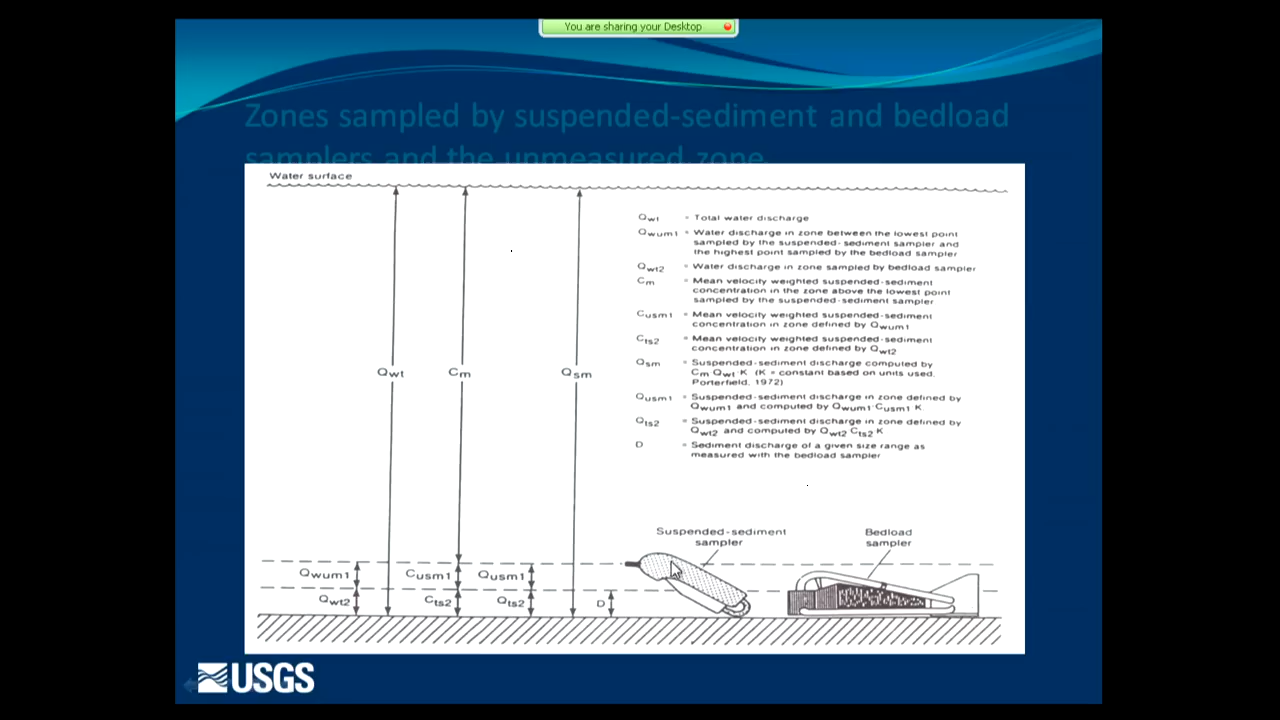 You are sharing your Desktop
Zones sampled by suspended-sediment and bedload
samplers and the unmeasured zone
Water surface
Qwt = Total water discharge
Qwum1 = Water discharge in zone between the lowest point
sampled by the suspended-sediment sampler and
the highest point sampled by the bedload sampler
Qwt2 = Water discharge in zone sampled by bedload sampler
Cm = Mean velocity weighted suspended-sediment
concentration in the zone above the lowest point
sampled by the suspended-sediment sampler
Cusm1 = Mean velocity weighted suspended-sediment
concentration in zone defined by Qwum1
Cts2 = Mean velocity weighted suspended-sediment
concentration in zone defined by Qwt2
Qsm = Suspended-sediment discharge computed by
Cm Qwt·K (K = constant based on units used,
Porterfield, 1972)
Qusm1 = Suspended-sediment discharge in zone defined by
Qwum1 and computed by Qwum1·Cusm1 K
Qts2 = Suspended-sediment discharge in zone defined by
Qwt2 and computed by Qwt2 Cts2 K
D = Sediment discharge of a given size range as
measured with the bedload sampler
Qwt Cm Qsm
Suspended-sediment
sampler
Bedload
sampler
Qwum1 Cusm1 Qusm1
Qwt2 Cts2 Qts2 D
USGS